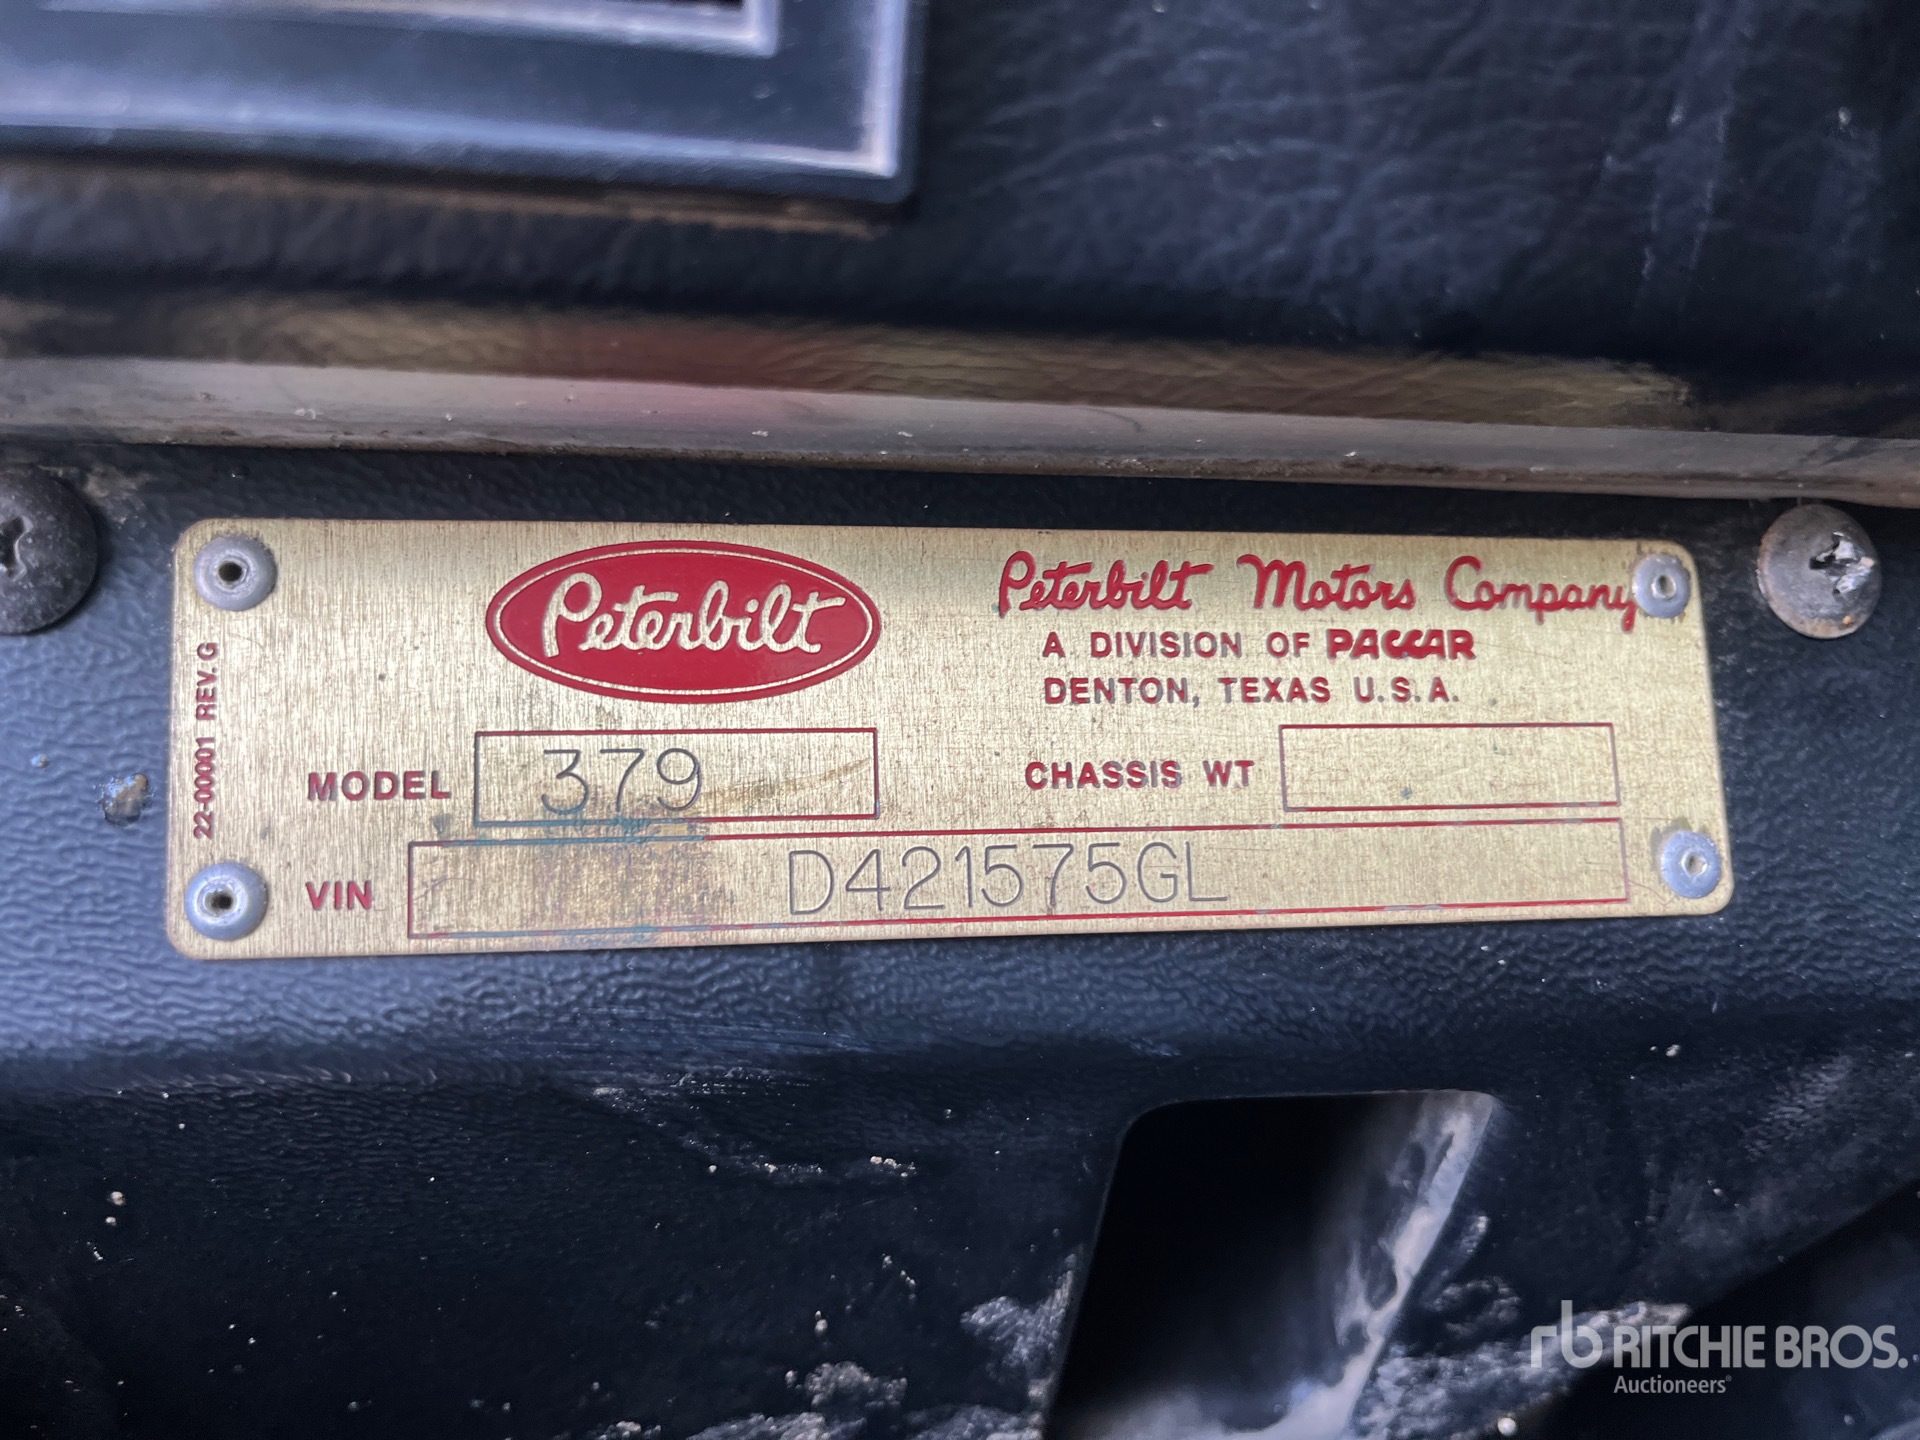 Peterbilt
Peterbilt Motors Company
A DIVISION OF PACCAR
DENTON, TEXAS U.S.A.
MODEL 379
CHASSIS WT
VIN D421575GL
22-00001 REV. G
rb RITCHIE BROS.
Auctioneers